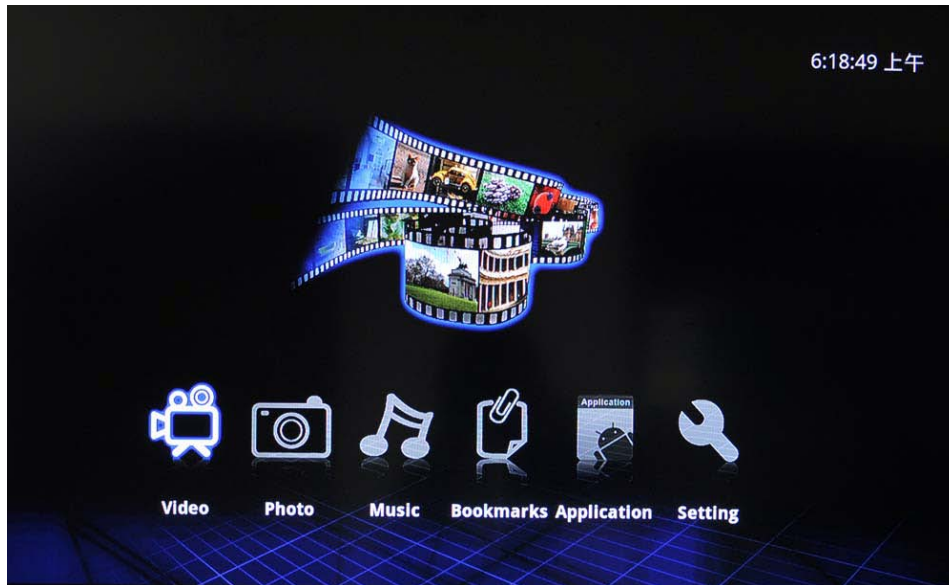 6:18:49 上午
Application
Video Photo Music Bookmarks Application Setting